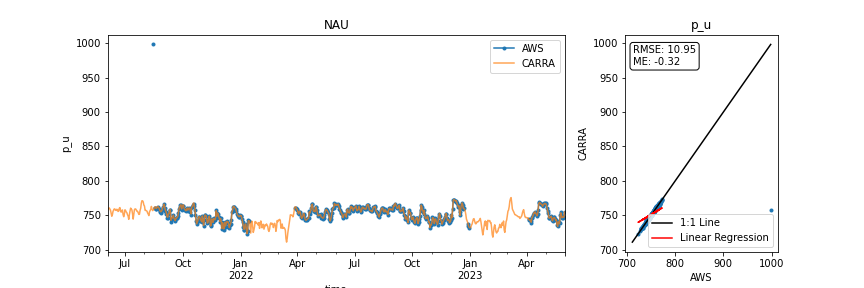 NAU
p_u
1000
950
900
850
800
750
700
p_u
AWS
CARRA
Jul
Oct
Jan
2022
Apr
Jul
Oct
Jan
2023
Apr
time
p_u
RMSE: 10.95
ME: -0.32
1000
950
900
850
800
750
700
CARRA
1:1 Line
Linear Regression
700
800
900
1000
AWS